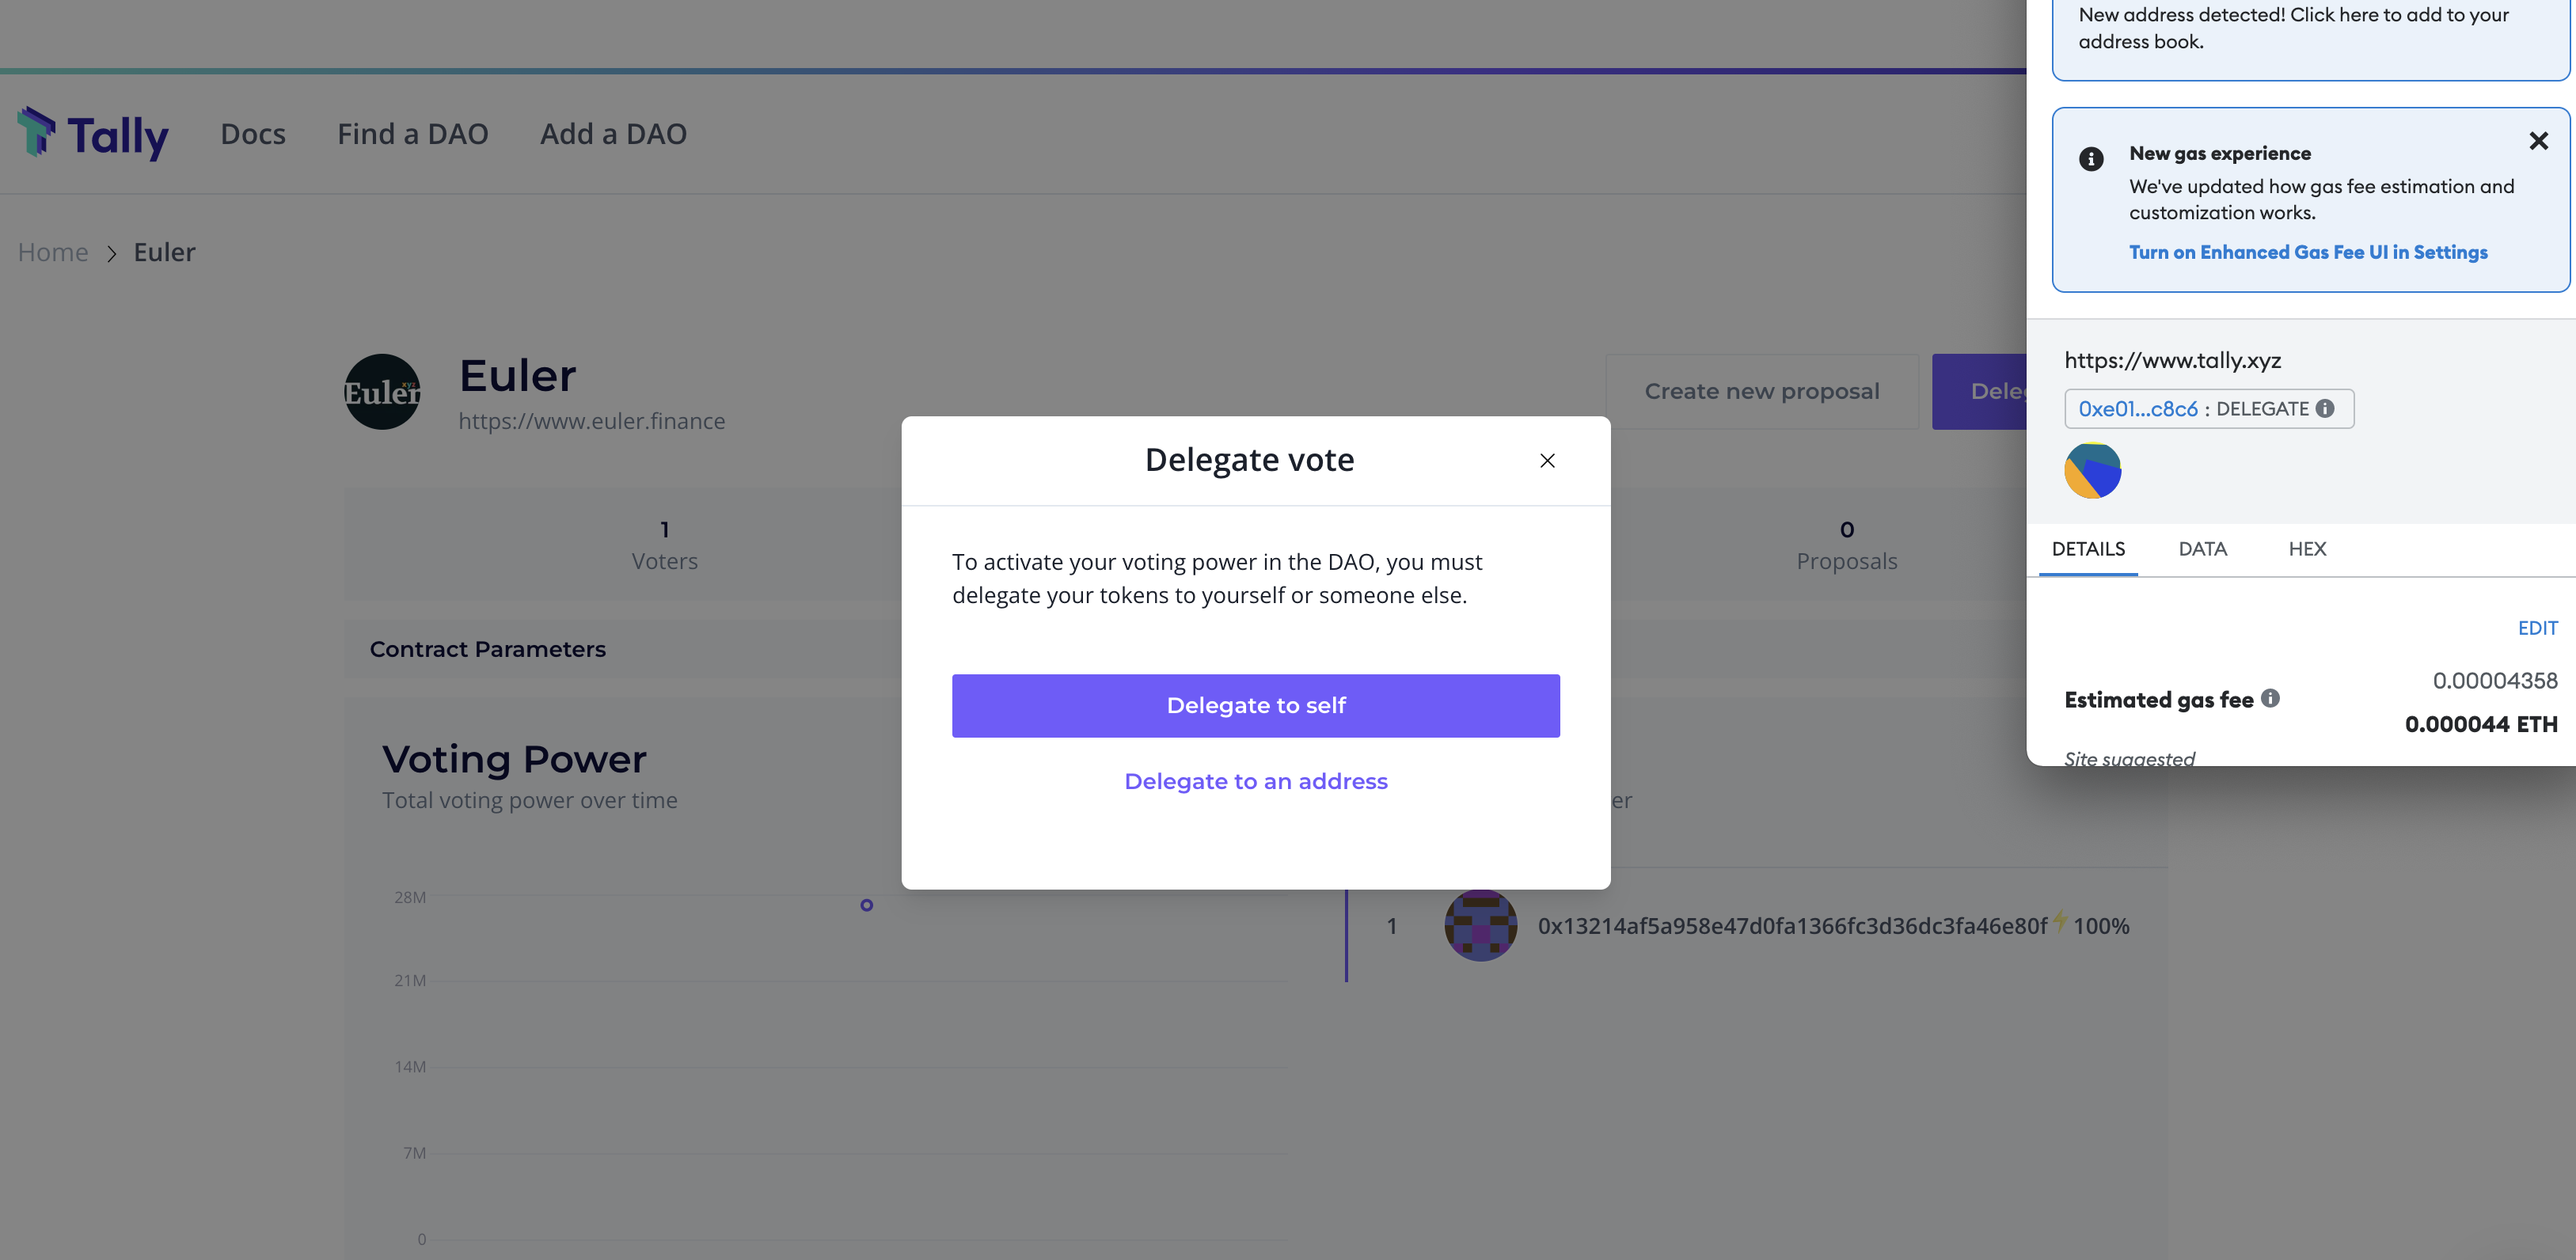 Tally
Docs
Find a DAO
Add a DAO
Home
Euler
Euler
xyz
Euler
https://www.euler.finance
Create new proposal
1
Voters
0
Proposals
Contract Parameters
Voting Power
Total voting power over time
28M
21M
14M
7M
0
Delegate vote
To activate your voting power in the DAO, you must
delegate your tokens to yourself or someone else.
Delegate to self
Delegate to an address
1
0x13214af5a958e47d0fa1366fc3d36dc3fa46e80f
100%
New address detected! Click here to add to your
address book.
New gas experience
We've updated how gas fee estimation and
customization works.
Turn on Enhanced Gas Fee UI in Settings
https://www.tally.xyz
0xe01...c8c6 : DELEGATE
DETAILS
DATA
HEX
EDIT
Estimated gas fee
0.00004358
0.000044 ETH
Site suggested